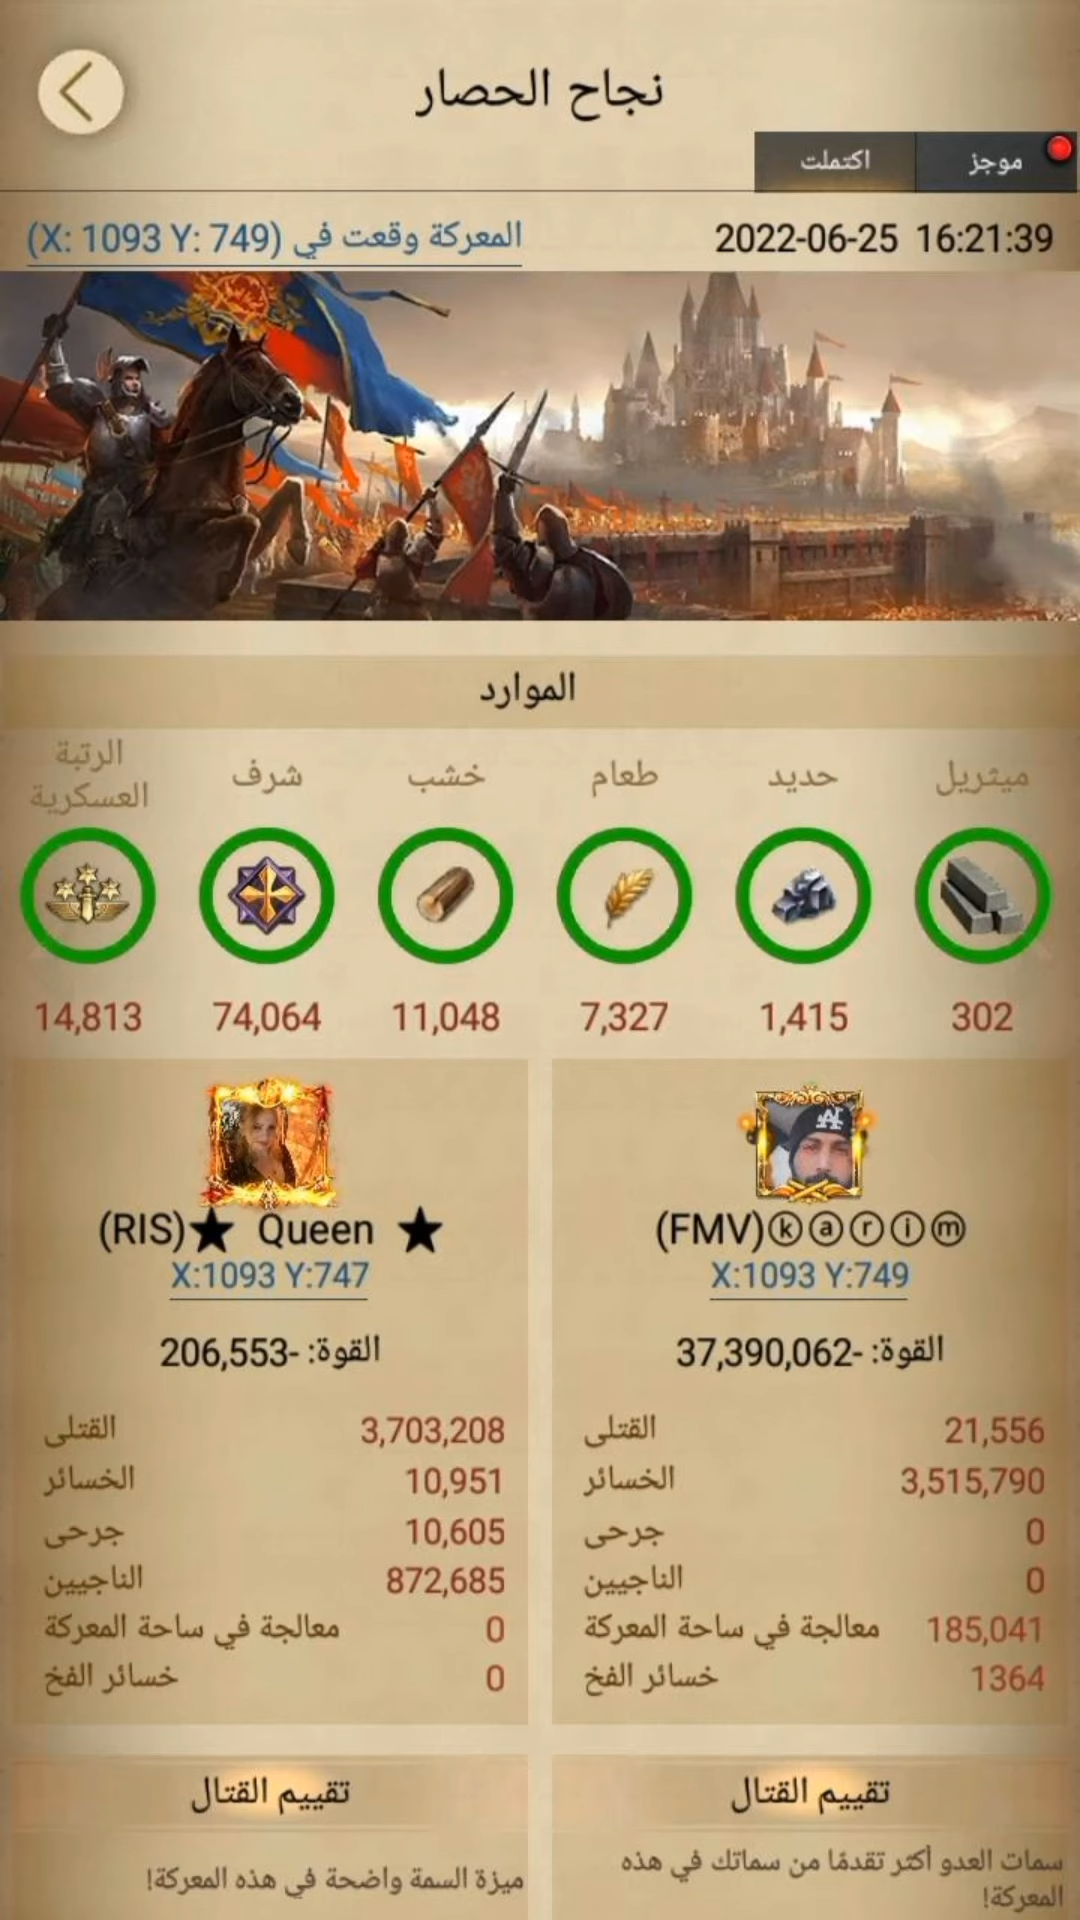 نجاح الحصار
موجز
اكتملت
2022-06-25 16:21:39
المعركة وقعت في (X: 1093 Y: 749)
الموارد
ميثريل
حديد
طعام
خشب
شرف
الرتبة
العسكرية
302
1,415
7,327
11,048
74,064
14,813
(RIS)★ Queen ★
X:1093 Y:747
القوة: -206,553
القتلى 3,703,208
الخسائر 10,951
جرحى 10,605
الناجيين 872,685
معالجة في ساحة المعركة 0
خسائر الفخ 0
تقييم القتال
ميزة السمة واضحة في هذه المعركة!
(FMV)ⓚⓐⓡⓘⓜ
X:1093 Y:749
القوة: -37,390,062
القتلى 21,556
الخسائر 3,515,790
جرحى 0
الناجيين 0
معالجة في ساحة المعركة 185,041
خسائر الفخ 1364
تقييم القتال
سمات العدو أكثر تقدمًا من سماتك في هذه
المعركة!